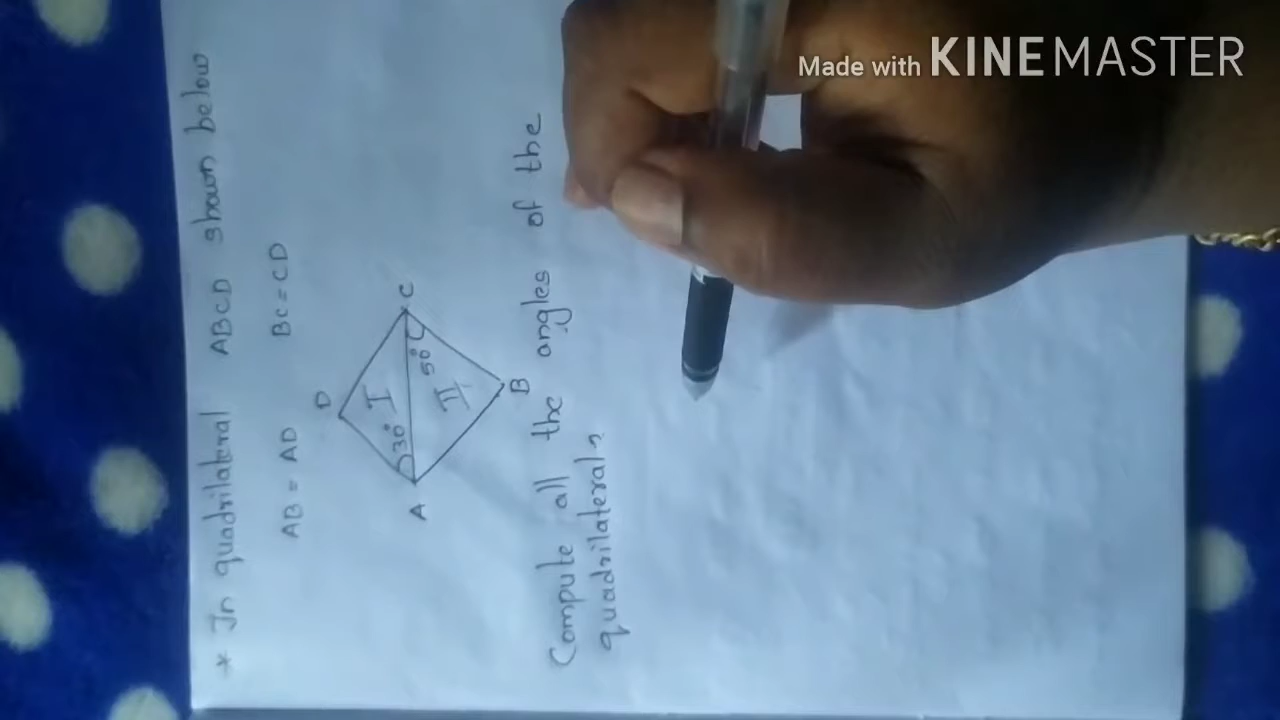 * In quadrilateral ABCD shown below
AB = AD BC = CD
D
30° I
A
C
50°
II
B
Compute all the angles of the
quadrilateral?
Made with KINEMASTER